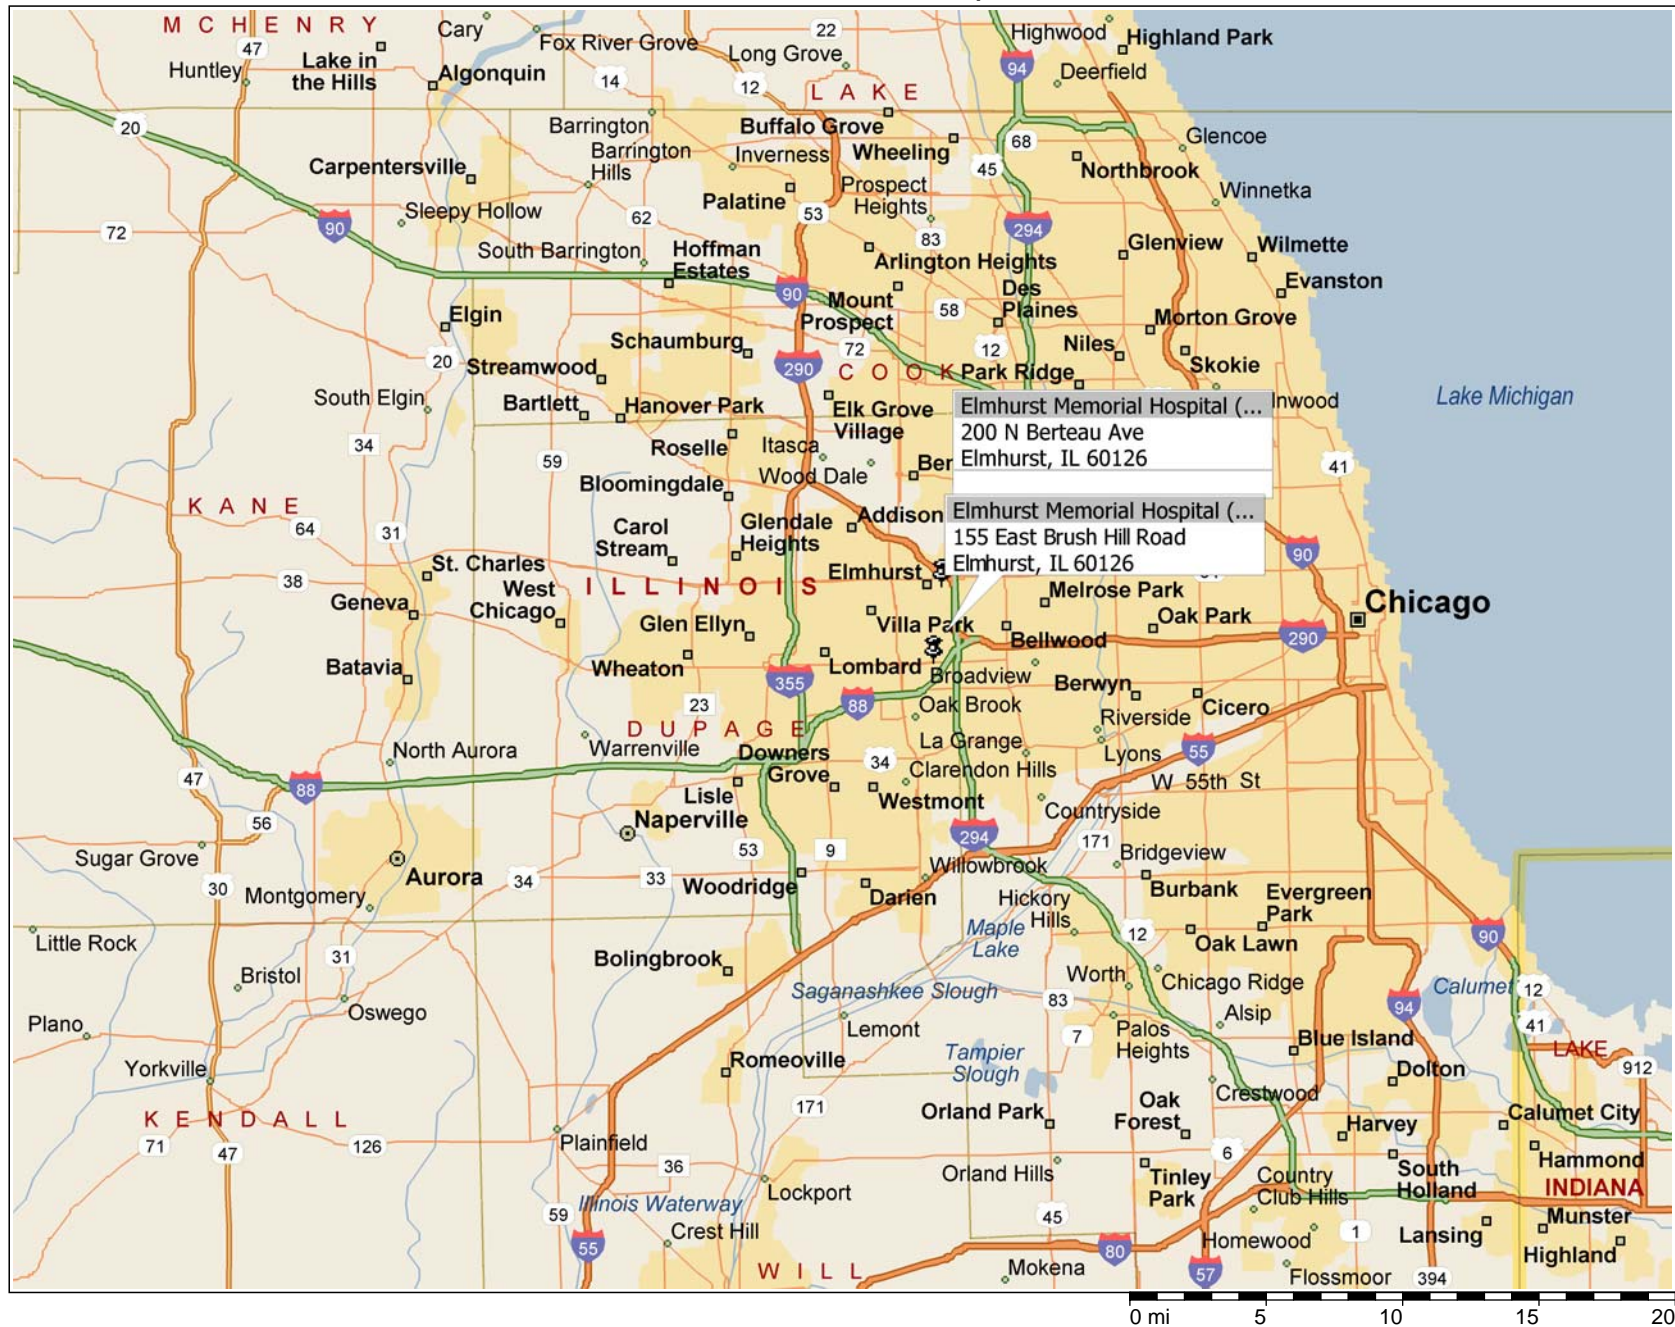 M C H E N R Y
Cary
22
Highwood
Highland Park
47
Lake in
the Hills
Fox River Grove
Long Grove
Huntley
Algonquin
14
12
94
Deerfield
L A K E
20
Barrington
Buffalo Grove
68
Glencoe
Carpentersville
Barrington
Hills
Inverness
Wheeling
45
Northbrook
Winnetka
Palatine
Prospect
Heights
Sleepy Hollow
62
53
72
90
294
83
South Barrington
Hoffman
Estates
Arlington Heights
Glenview
Wilmette
90
Mount
Prospect
Des
Plaines
Evanston
Elgin
58
Morton Grove
Schaumburg
72
12
Niles
Skokie
20
Streamwood
290
C O O K
Park Ridge
South Elgin
Bartlett
Hanover Park
Elk Grove
Village
Elmhurst Memorial Hospital (...
200 N Berteau Ave
Elmhurst, IL 60126
lnwood
Lake Michigan
34
Roselle
Itasca
59
Wood Dale
Ber
41
Bloomingdale
K A N E
64
31
Carol
Stream
Glendale
Heights
Addison
Elmhurst Memorial Hospital (...
155 East Brush Hill Road
Elmhurst, IL 60126
90
St. Charles
38
West
Chicago
I L L I N O I S
Elmhurst
Melrose Park
Chicago
Geneva
Glen Ellyn
Villa Park
Oak Park
Bellwood
290
Batavia
Wheaton
Lombard
Broadview
355
Berwyn
23
88
Oak Brook
Cicero
D U P A G E
Riverside
North Aurora
Warrenville
Downers
Grove
La Grange
Lyons
55
47
88
34
Clarendon Hills
W 55th St
Lisle
Westmont
Countryside
56
Naperville
294
171
Sugar Grove
53
9
Willowbrook
Bridgeview
30
Aurora
34
33
Woodridge
Darien
Hickory
Hills
Burbank
Evergreen
Park
Montgomery
Little Rock
Maple
Lake
12
Oak Lawn
90
31
Bolingbrook
Bristol
Worth
Chicago Ridge
Calumet
12
Saganashkee Slough
83
94
Plano
Oswego
Lemont
7
Palos
Heights
Alsip
41
Blue Island
LAKE
Yorkville
Romeoville
Tampier
Slough
Dolton
912
Crestwood
K E N D A L L
171
Orland Park
Oak
Forest
Harvey
Calumet City
71
47
126
Plainfield
36
6
Orland Hills
Tinley
Park
Country
Club Hills
South
Holland
Hammond
INDIANA
Lockport
Illinois Waterway
59
45
Munster
55
Crest Hill
80
Homewood
1
Lansing
Highland
W I L L
Mokena
57
Flossmoor
394
0 mi 5 10 15 20